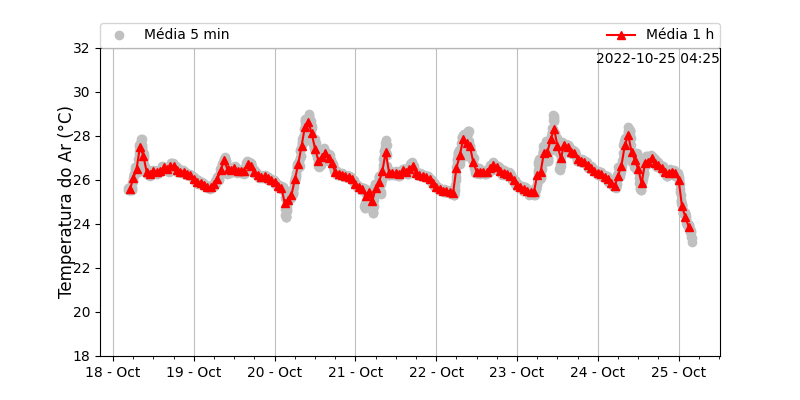 Média 5 min
Média 1 h
2022-10-25 04:25
Temperatura do Ar (°C)
32
30
28
26
24
22
20
18
18 - Oct
19 - Oct
20 - Oct
21 - Oct
22 - Oct
23 - Oct
24 - Oct
25 - Oct